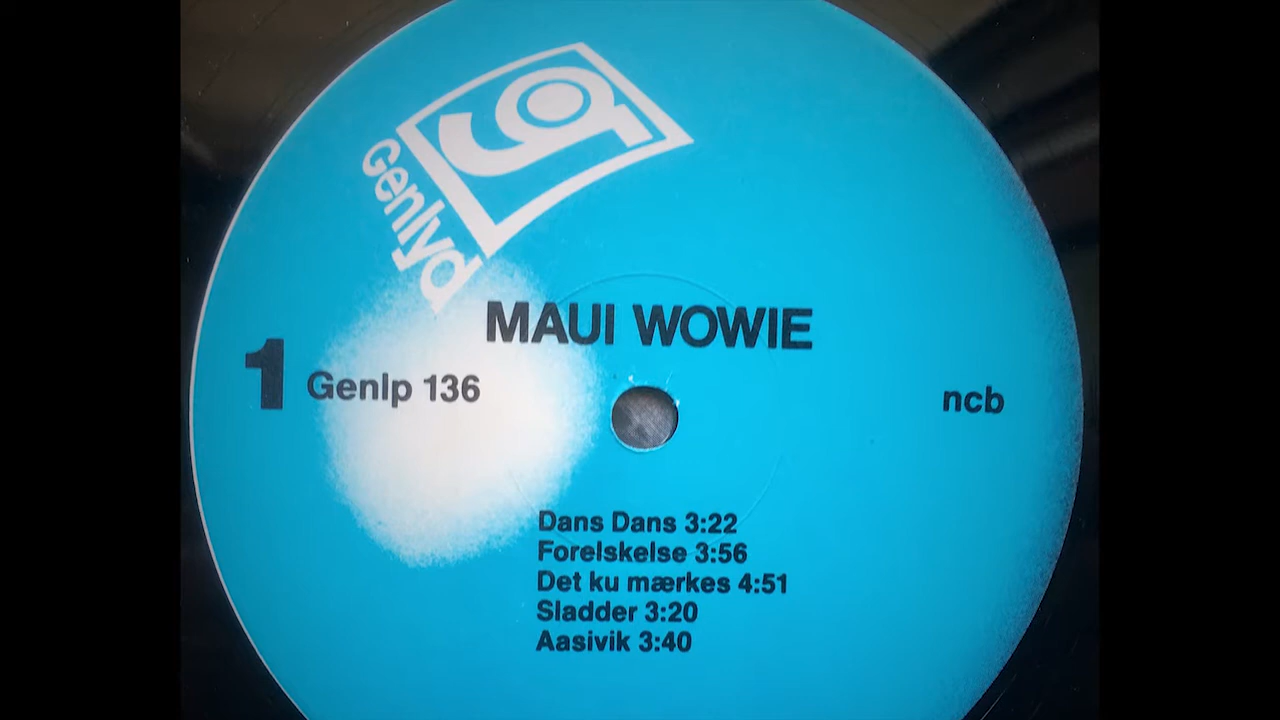 Genlyd
MAUI WOWIE
1
Genlp 136
ncb
Dans Dans 3:22
Forelskelse 3:56
Det ku mærkes 4:51
Sladder 3:20
Aasivik 3:40